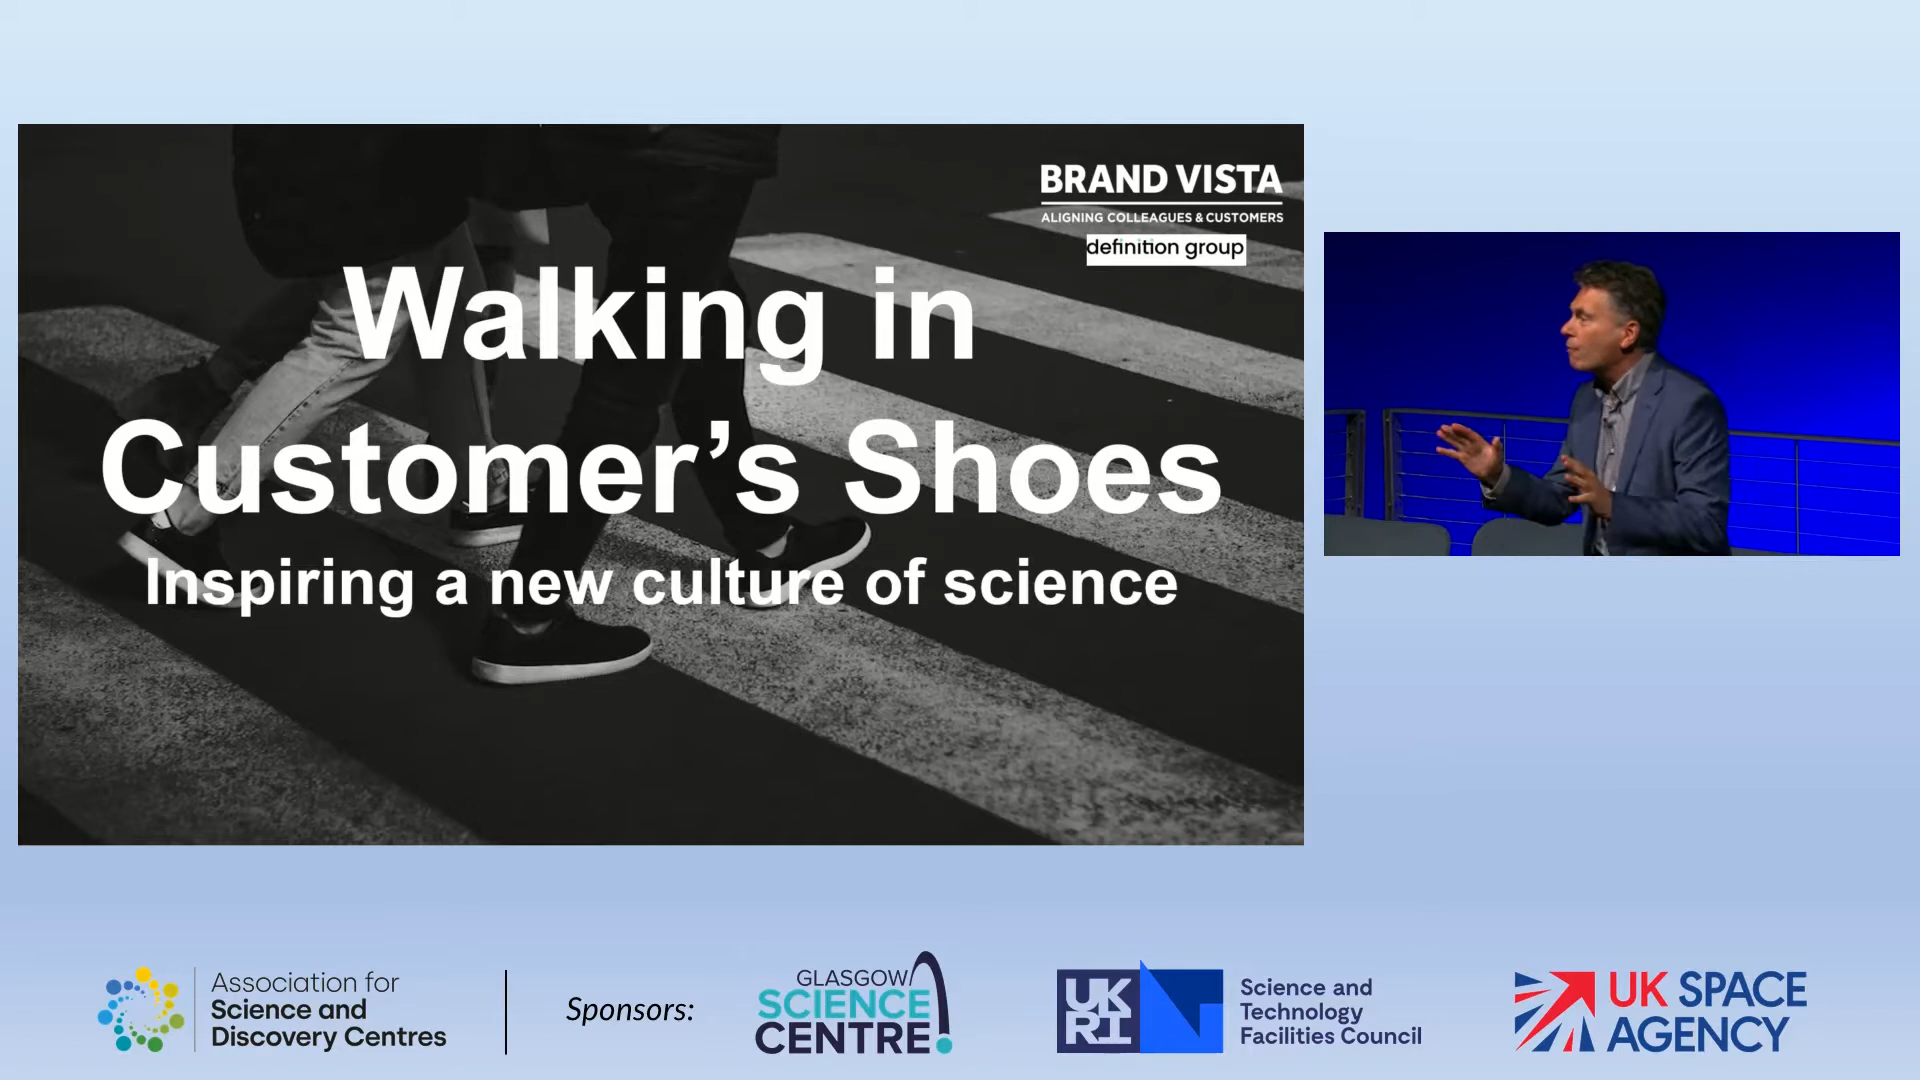 BRAND VISTA
ALIGNING COLLEAGUES & CUSTOMERS
definition group
Walking in
Customer’s Shoes
Inspiring a new culture of science
Association for
Science and
Discovery Centres
Sponsors:
GLASGOW
SCIENCE
CENTRE
UK
RI
Science and
Technology
Facilities Council
UK SPACE
AGENCY